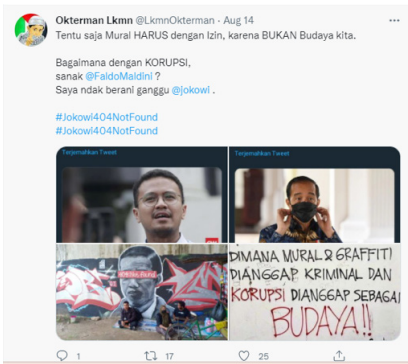 Okterman Lkmn @LkmnOkterman · Aug 14
Tentu saja Mural HARUS dengan Izin, karena BUKAN Budaya kita.
Bagaimana dengan KORUPSI,
sanak @FaldoMaldini ?
Saya ndak berani ganggu @jokowi .
#Jokowi404NotFound
#Jokowi404NotFound
Terjemahkan Tweet
Terjemahkan Tweet
DIMANA MURAL & GRAFFITI
DIANGGAP KRIMINAL DAN
KORUPSI DIANGGAP SEBAGAI
BUDAYA!!
1
17
25